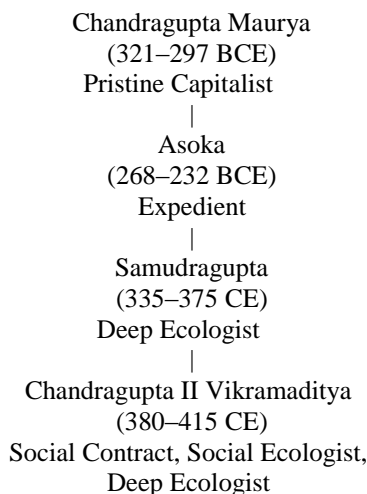 Chandragupta Maurya
(321–297 BCE)
Pristine Capitalist
|
Asoka
(268–232 BCE)
Expedient
|
Samudragupta
(335–375 CE)
Deep Ecologist
|
Chandragupta II Vikramaditya
(380–415 CE)
Social Contract, Social Ecologist,
Deep Ecologist